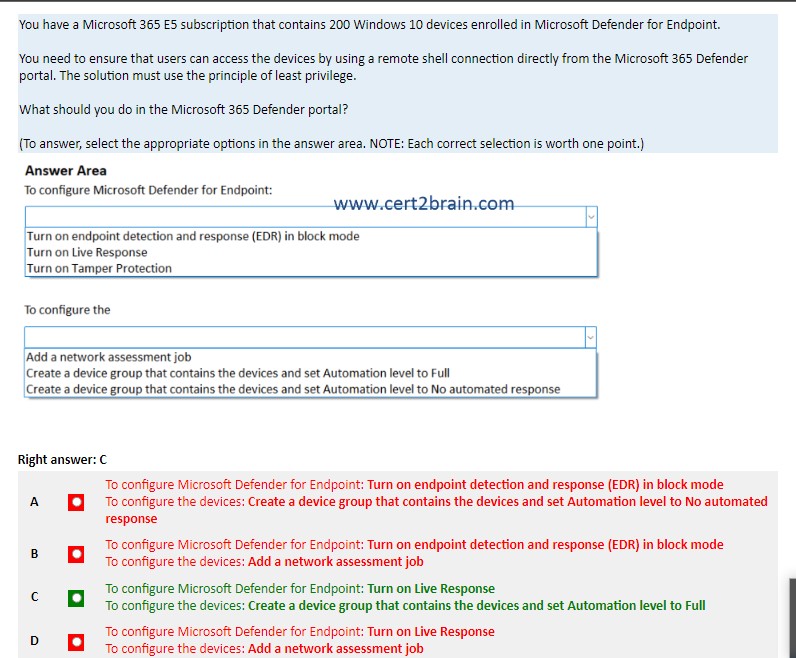 You have a Microsoft 365 E5 subscription that contains 200 Windows 10 devices enrolled in Microsoft Defender for Endpoint.
You need to ensure that users can access the devices by using a remote shell connection directly from the Microsoft 365 Defender
portal. The solution must use the principle of least privilege.
What should you do in the Microsoft 365 Defender portal?
(To answer, select the appropriate options in the answer area. NOTE: Each correct selection is worth one point.)
Answer Area
To configure Microsoft Defender for Endpoint:
www.cert2brain.com
Turn on endpoint detection and response (EDR) in block mode
Turn on Live Response
Turn on Tamper Protection
To configure the
Add a network assessment job
Create a device group that contains the devices and set Automation level to Full
Create a device group that contains the devices and set Automation level to No automated response
Right answer: C
A
To configure Microsoft Defender for Endpoint: Turn on endpoint detection and response (EDR) in block mode
To configure the devices: Create a device group that contains the devices and set Automation level to No automated
response
B
To configure Microsoft Defender for Endpoint: Turn on endpoint detection and response (EDR) in block mode
To configure the devices: Add a network assessment job
C
To configure Microsoft Defender for Endpoint: Turn on Live Response
To configure the devices: Create a device group that contains the devices and set Automation level to Full
D
To configure Microsoft Defender for Endpoint: Turn on Live Response
To configure the devices: Add a network assessment job